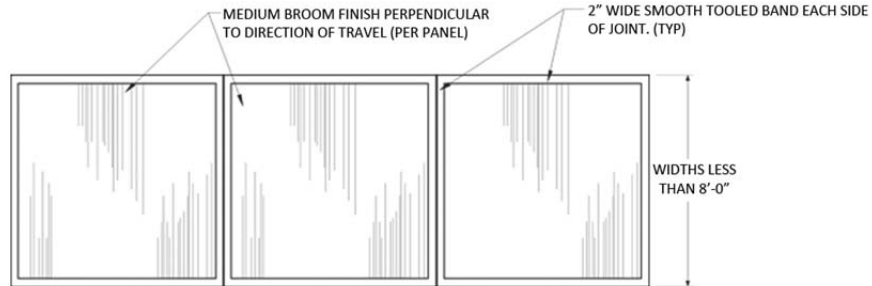 MEDIUM BROOM FINISH PERPENDICULAR
TO DIRECTION OF TRAVEL (PER PANEL)
2" WIDE SMOOTH TOOLED BAND EACH SIDE
OF JOINT. (TYP)
WIDTHS LESS
THAN 8'-0"